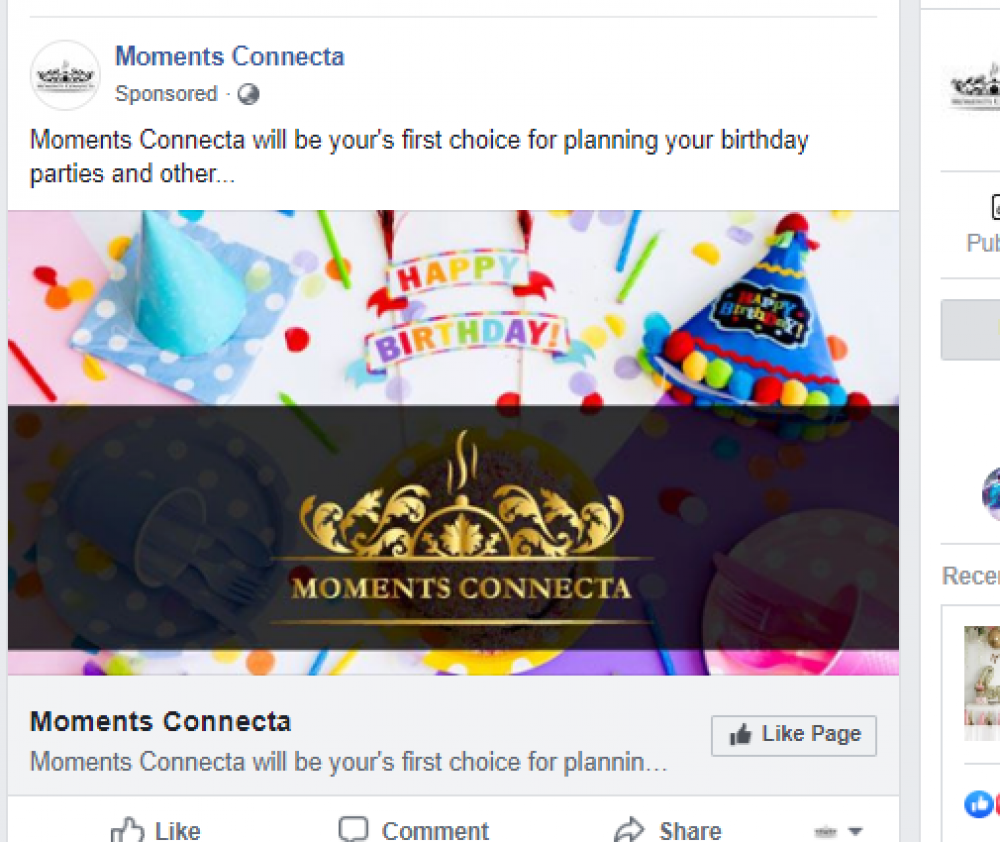 Moments Connecta
Sponsored ·
Moments Connecta will be your's first choice for planning your birthday
parties and other...
HAPPY
BIRTHDAY!
HAPPY
BirthDAY!
MOMENTS CONNECTA
Moments Connecta
Moments Connecta will be your's first choice for plannin...
Like Page
Like
Comment
Share
Pub
Recen